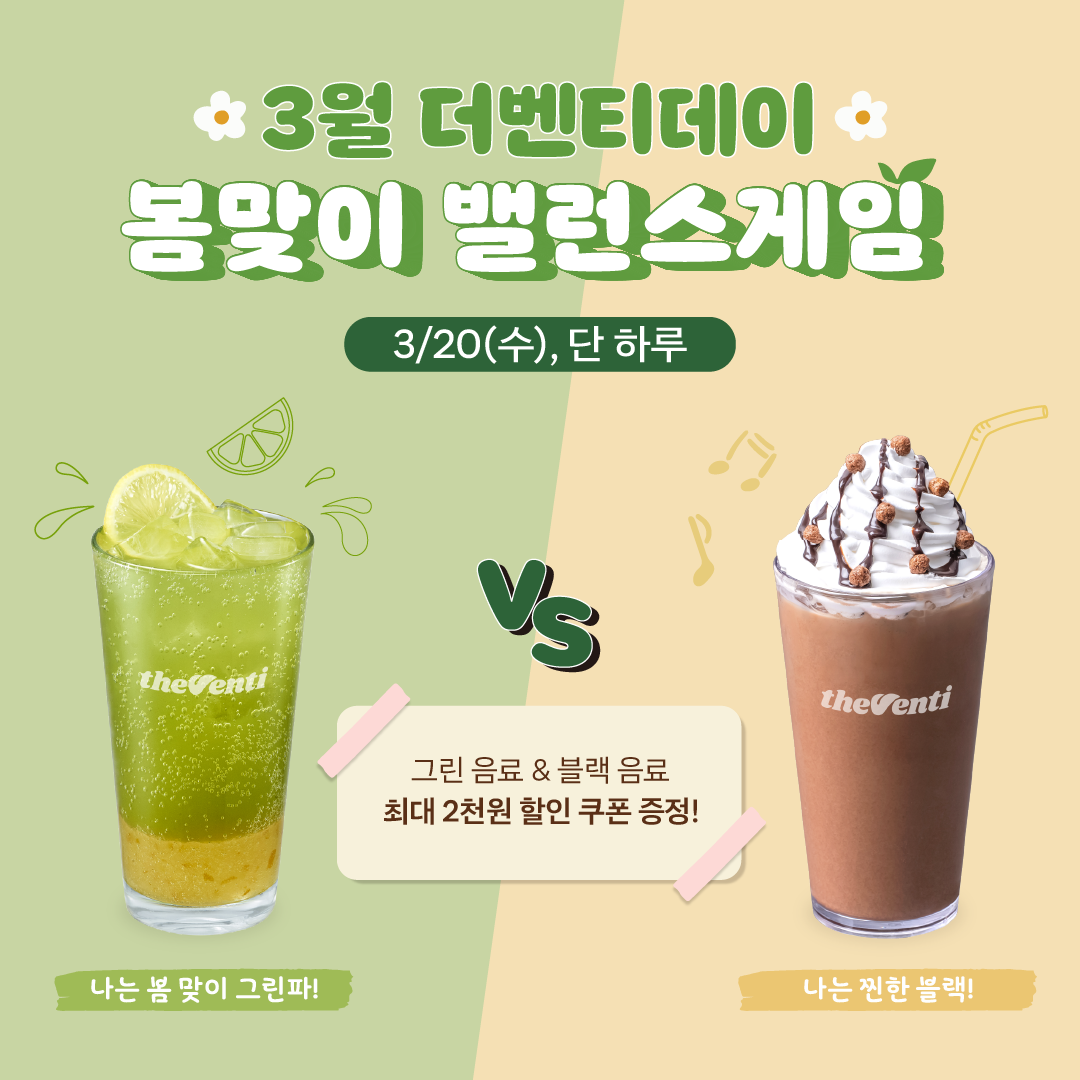 3월 더벤티데이
봄맞이 밸런스게임
3/20(수), 단 하루
VS
theventi
theventi
그린 음료 & 블랙 음료
최대 2천원 할인 쿠폰 증정!
나는 봄 맞이 그린파!
나는 찐한 블랙!